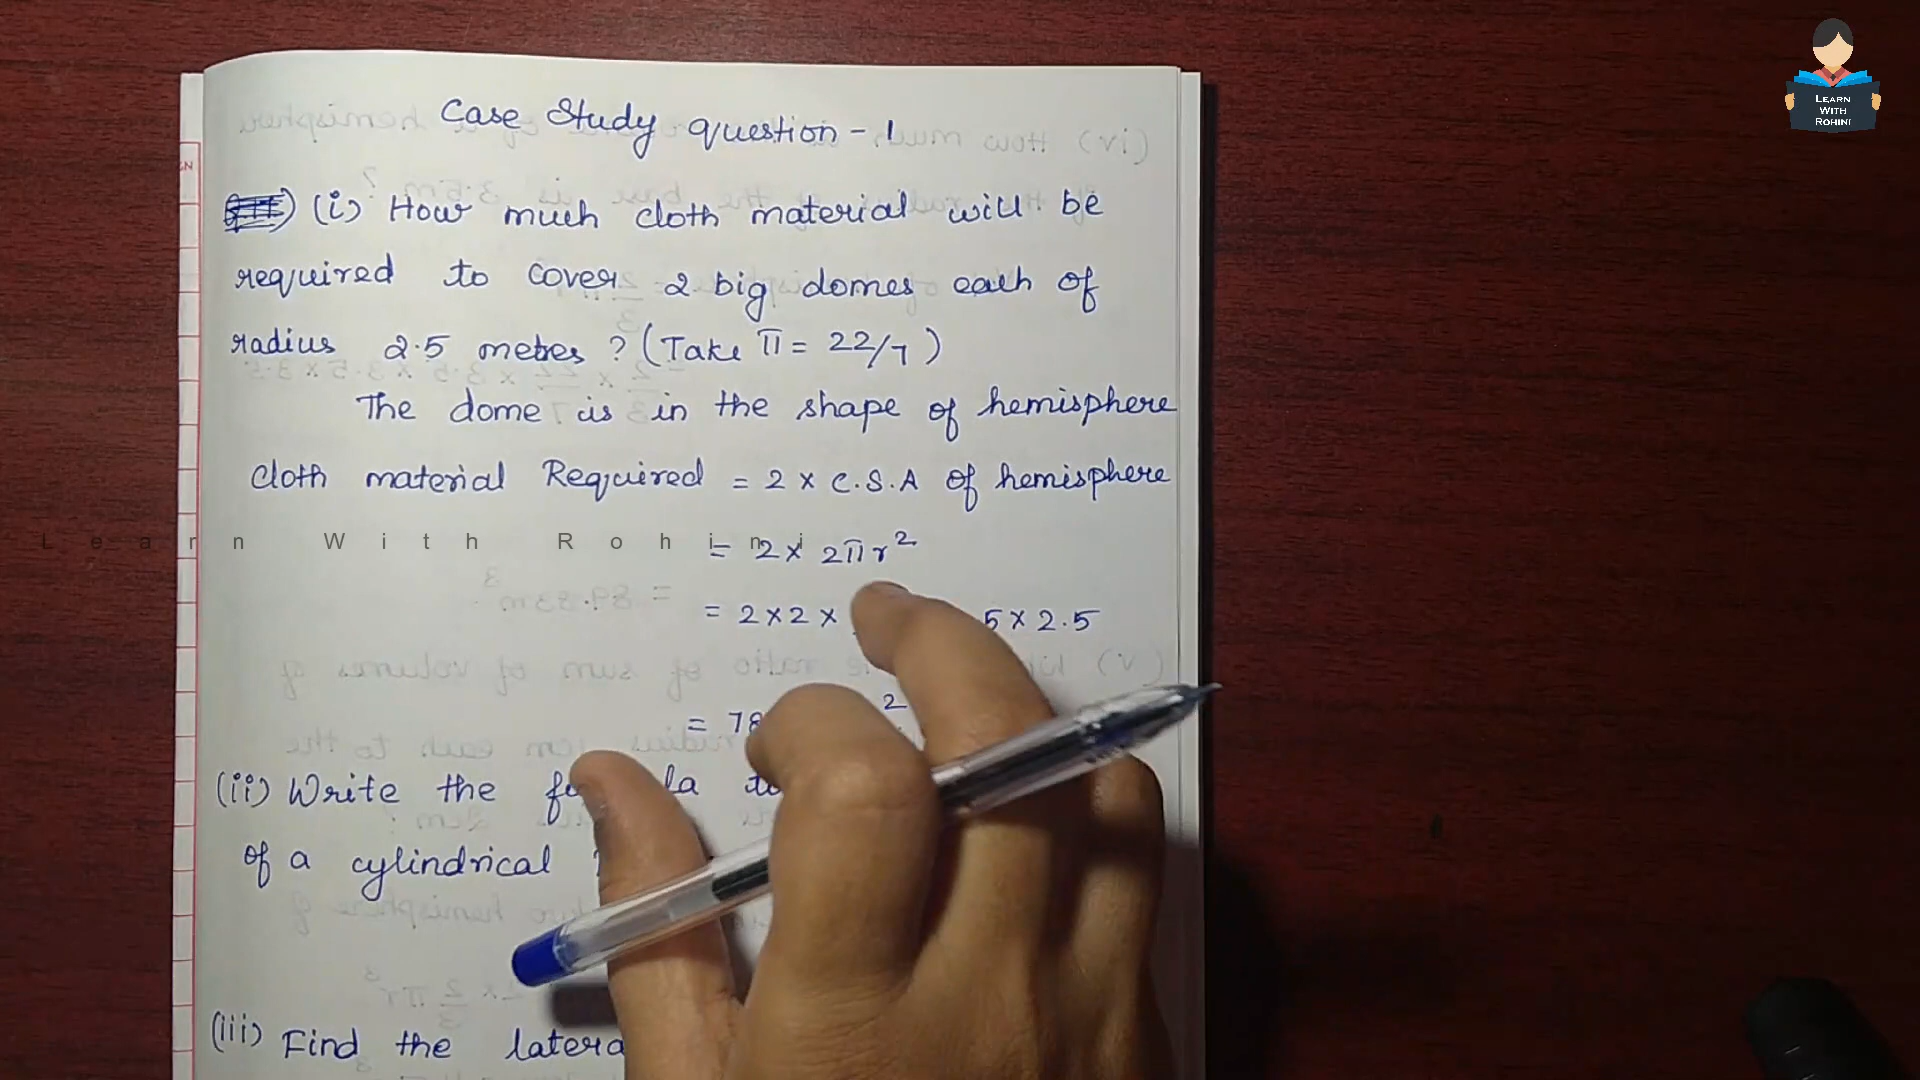 Case Study question - 1
(i) How much cloth material will be
required to cover 2 big domes each of
radius 2.5 metres ? (Take π = 22/7)
The dome is in the shape of hemisphere
Cloth material Required = 2 × C.S.A of hemisphere
= 2 × 2πr²
= 2×2× 5 × 2.5
= 78 2
(ii) Write the
of a cylindrical
(iii) Find the
Learn With Rohini
LEARN
WITH
ROHINI